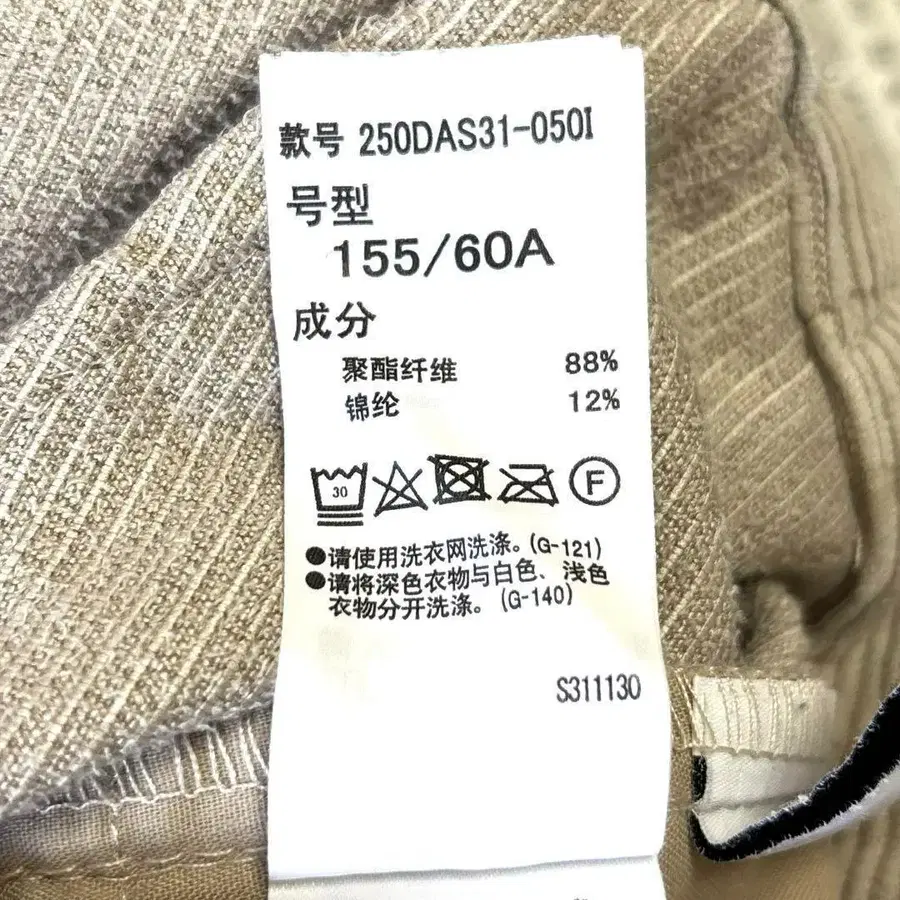 款号 250DAS31-050I
号型
155/60A
成分
聚酯纤维 88%
锦纶 12%
30 F
●请使用洗衣网洗涤。(G-121)
●请将深色衣物与白色、浅色
衣物分开洗涤。(G-140)
S311130